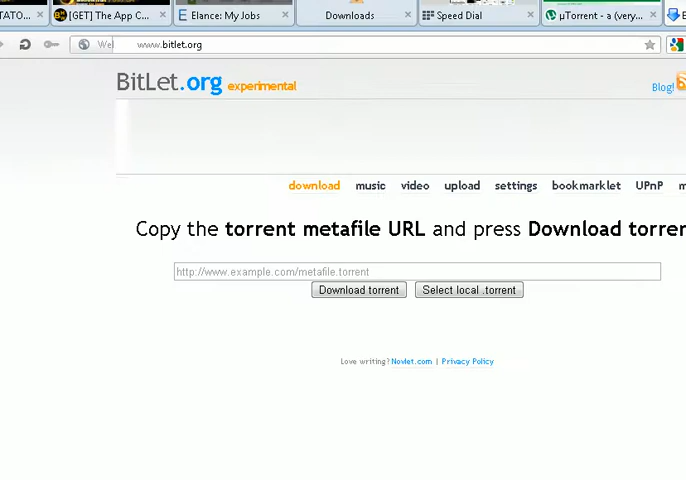 TATO... × [GET] The App C... × Elance: My Jobs × Downloads × Speed Dial × µTorrent - a (very... ×
Wel www.bitlet.org
BitLet.org experimental
Blog!
download music video upload settings bookmarklet UPnP m
Copy the torrent metafile URL and press Download torren
http://www.example.com/metafile.torrent
Download torrent Select local .torrent
Love writing? Novlet.com | Privacy Policy